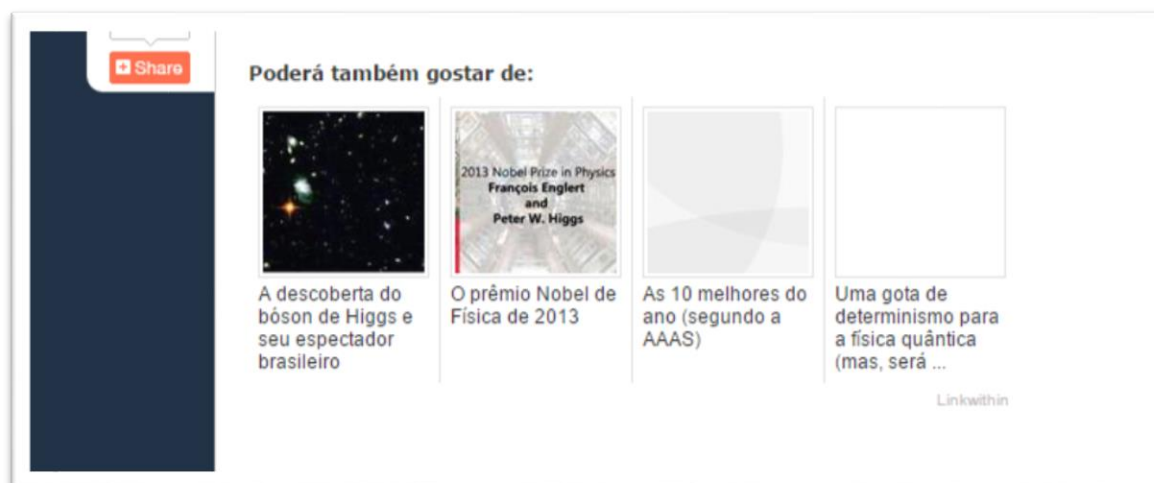 Share
Poderá também gostar de:
2013 Nobel Prize in Physics
François Englert
and
Peter W. Higgs
A descoberta do
bóson de Higgs e
seu espectador
brasileiro
O prêmio Nobel de
Física de 2013
As 10 melhores do
ano (segundo a
AAAS)
Uma gota de
determinismo para
a física quântica
(mas, será ...
Linkwithin